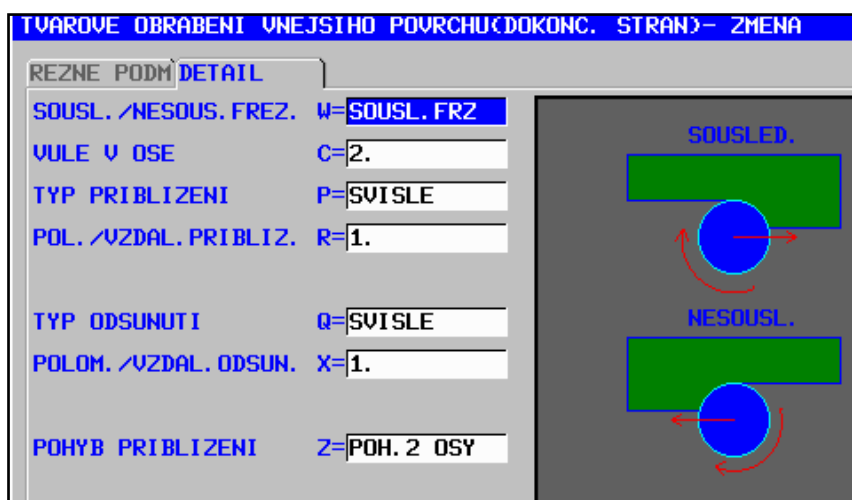 TVAROVE OBRABENI VNEJSIHO POVRCHU(DOKONC. STRAN)- ZMENA
REZNE PODM DETAIL
SOUSL./NESOUS.FREZ. W=SOUSL.FRZ
VULE V OSE C=2.
TYP PRIBLIZENI P=SVISLE
POL./VZDAL.PRIBLIZ. R=1.
TYP ODSUNUTI Q=SVISLE
POLOM./VZDAL.ODSUN. X=1.
POHYB PRIBLIZENI Z=POH.2 OSY
SOUSLED.
NESOUSL.